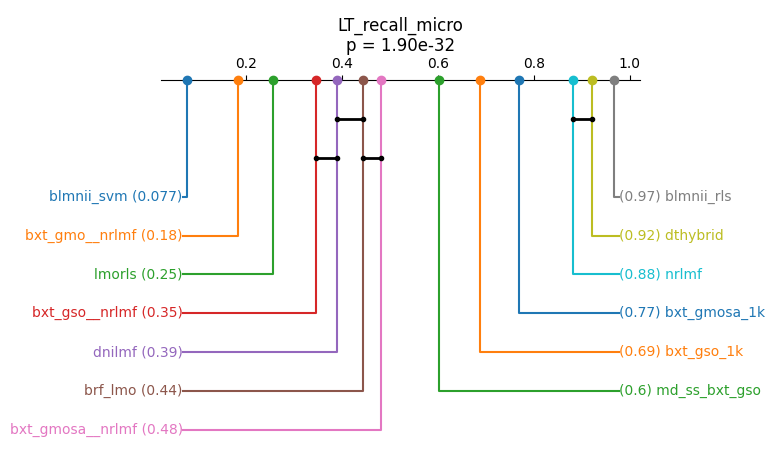 LT_recall_micro
p = 1.90e-32
0.2 0.4 0.6 0.8 1.0
blmnii_svm (0.077) (0.97) blmnii_rls
bxt_gmo__nrlmf (0.18) (0.92) dthybrid
lmorls (0.25) (0.88) nrlmf
bxt_gso__nrlmf (0.35) (0.77) bxt_gmosa_1k
dnilmf (0.39) (0.69) bxt_gso_1k
brf_lmo (0.44) (0.6) md_ss_bxt_gso
bxt_gmosa__nrlmf (0.48)